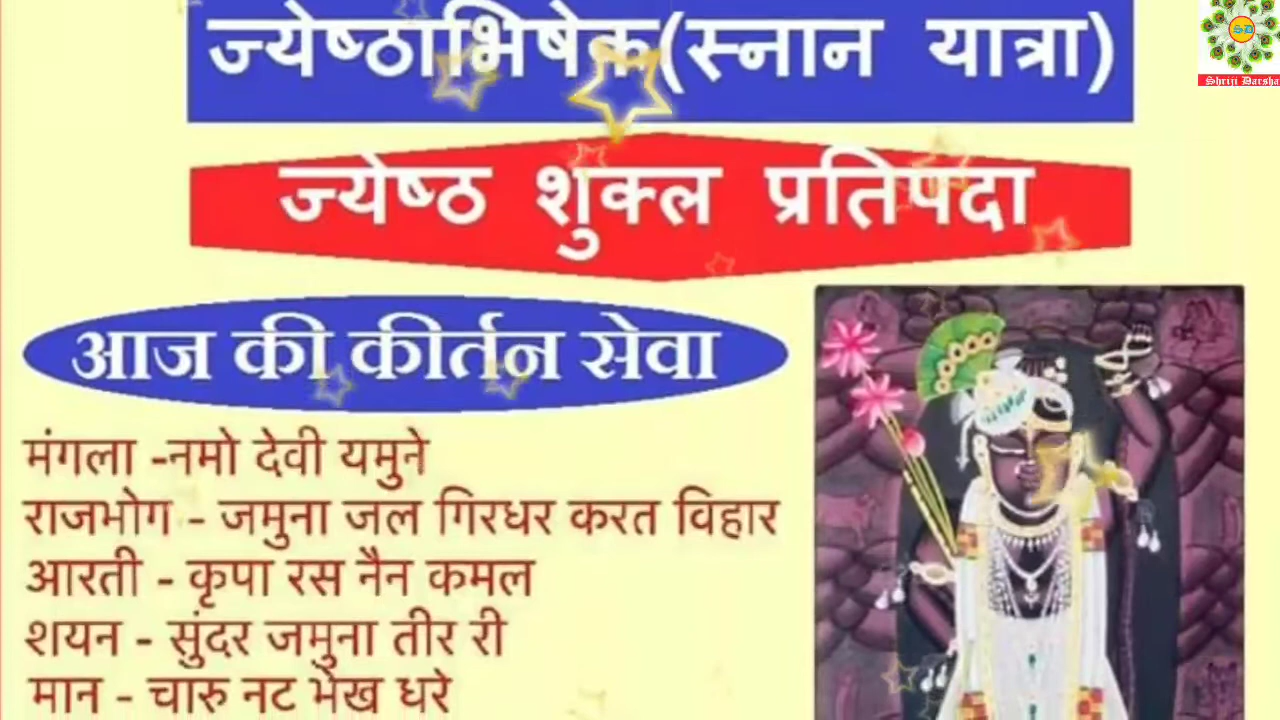 ज्येष्ठाभिषेक(स्नान यात्रा)
Shriji Darsha
ज्येष्ठ शुक्ल प्रतिपदा
आज की कीर्तन सेवा
मंगला -नमो देवी यमुने
राजभोग - जमुना जल गिरधर करत विहार
आरती - कृपा रस नैन कमल
शयन - सुंदर जमुना तीर री
मान - चारु नट भेख धरे